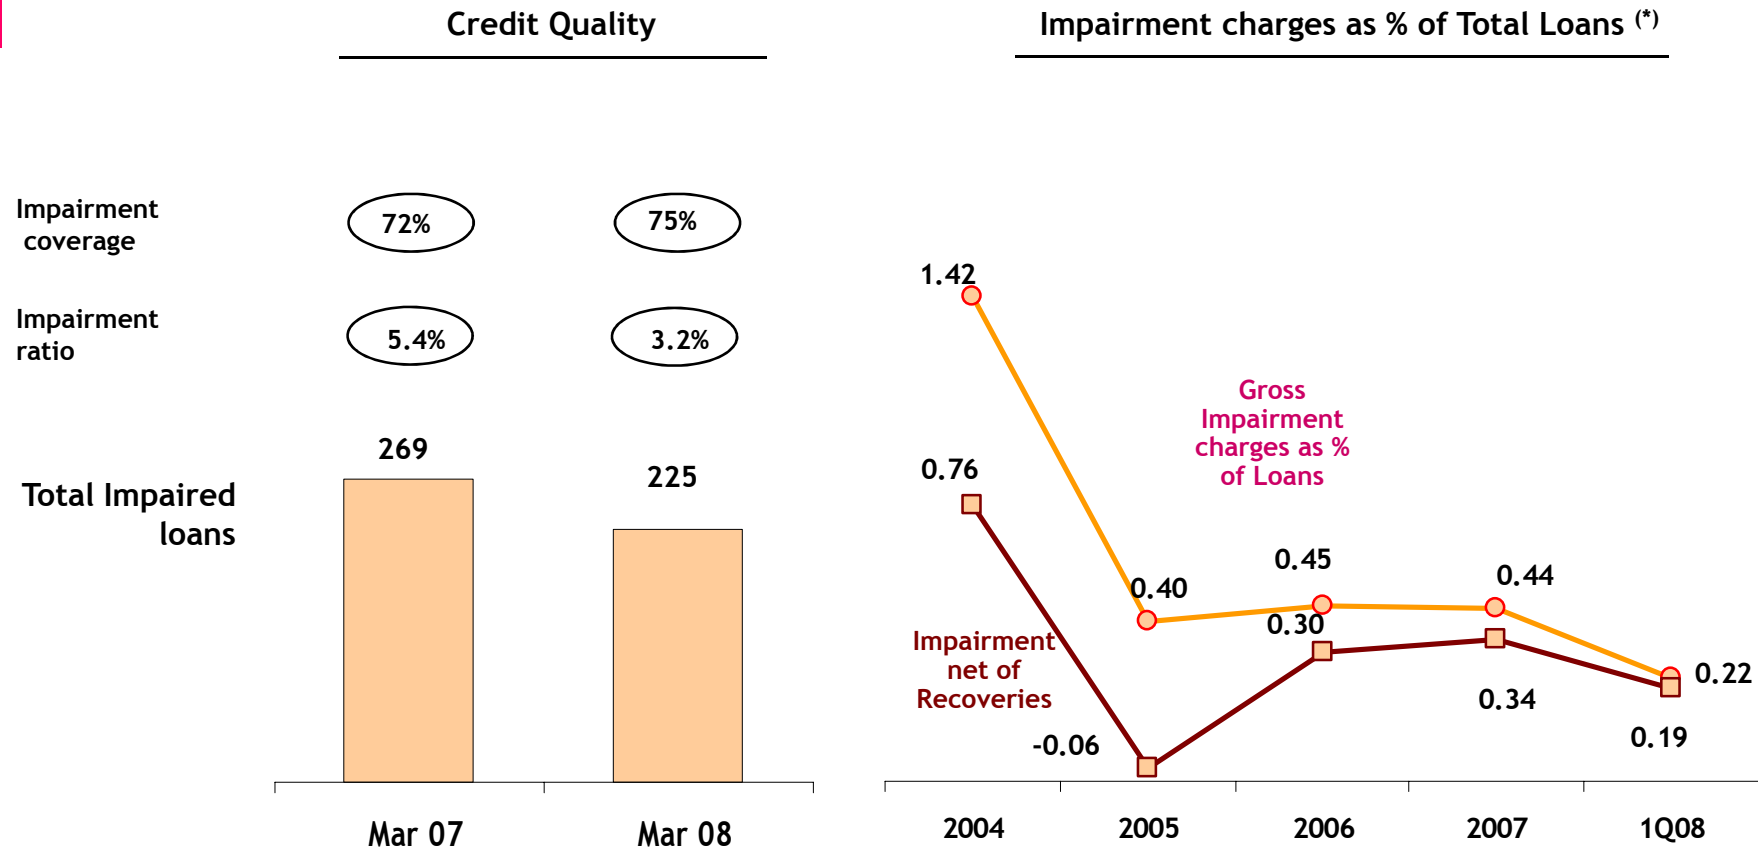 Credit Quality
Impairment charges as % of Total Loans (*)
Impairment
coverage
72%
75%
Impairment
ratio
5.4%
3.2%
Total Impaired
loans
269
225
Mar 07
Mar 08
1.42
0.76
Gross
Impairment
charges as %
of Loans
0.40
0.45
0.44
0.30
Impairment
net of
Recoveries
-0.06
0.34
0.22
0.19
2004
2005
2006
2007
1Q08